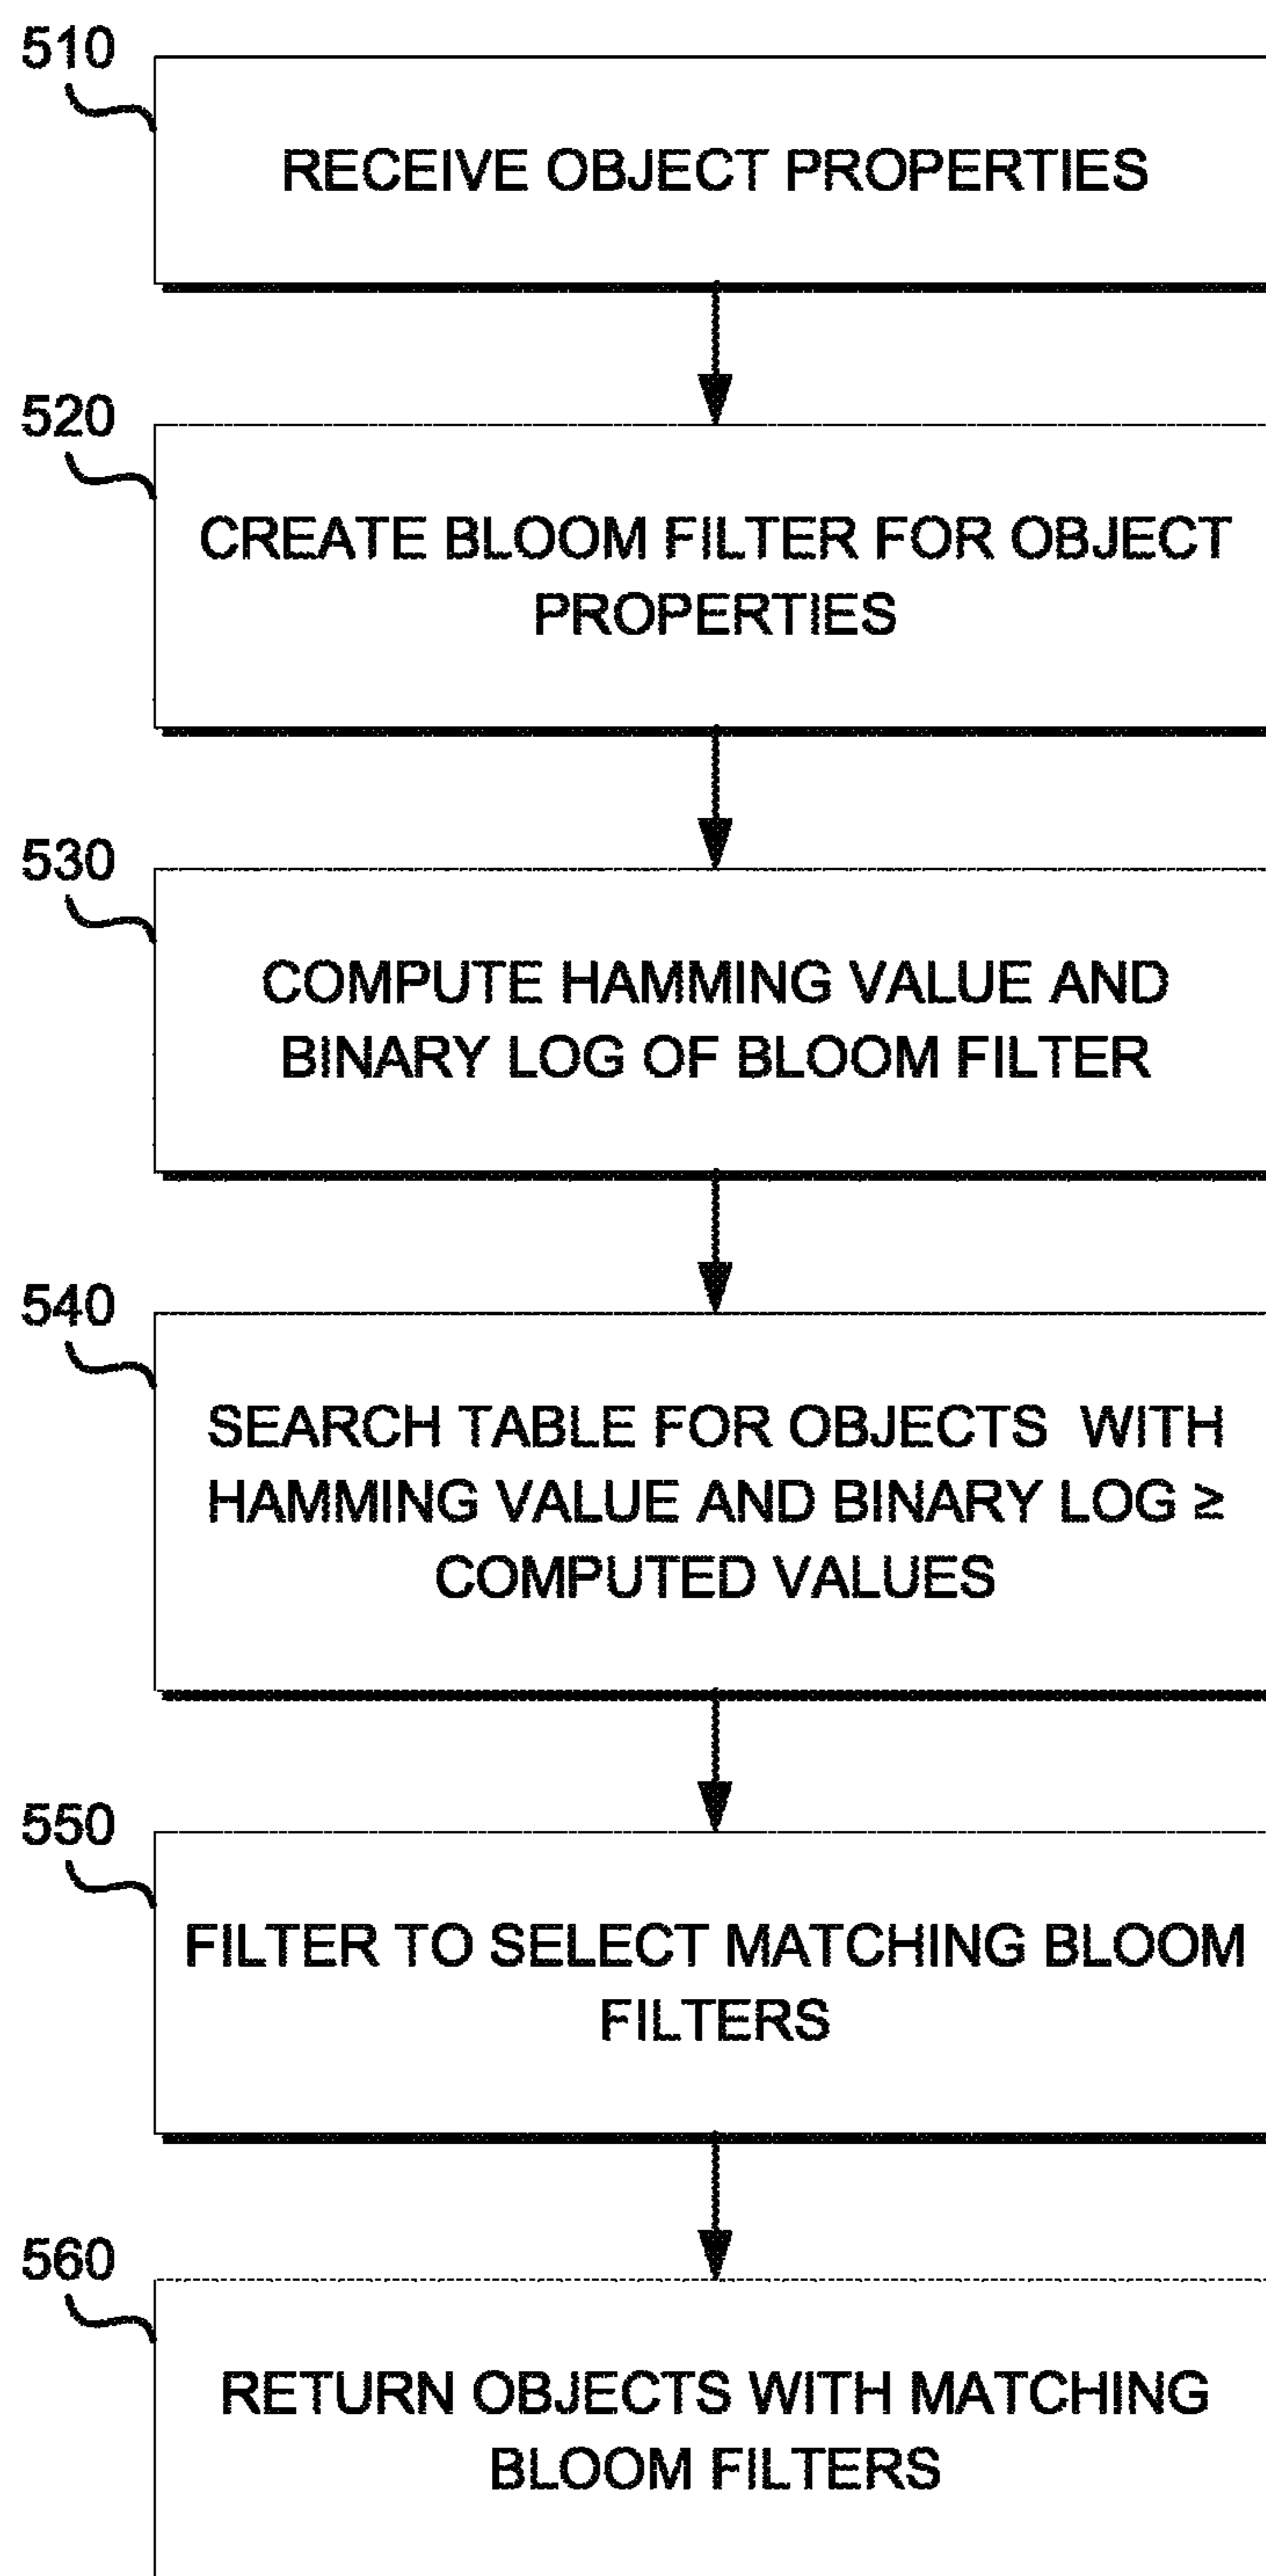 510
RECEIVE OBJECT PROPERTIES
520
CREATE BLOOM FILTER FOR OBJECT
PROPERTIES
530
COMPUTE HAMMING VALUE AND
BINARY LOG OF BLOOM FILTER
540
SEARCH TABLE FOR OBJECTS WITH
HAMMING VALUE AND BINARY LOG ≥
COMPUTED VALUES
550
FILTER TO SELECT MATCHING BLOOM
FILTERS
560
RETURN OBJECTS WITH MATCHING
BLOOM FILTERS